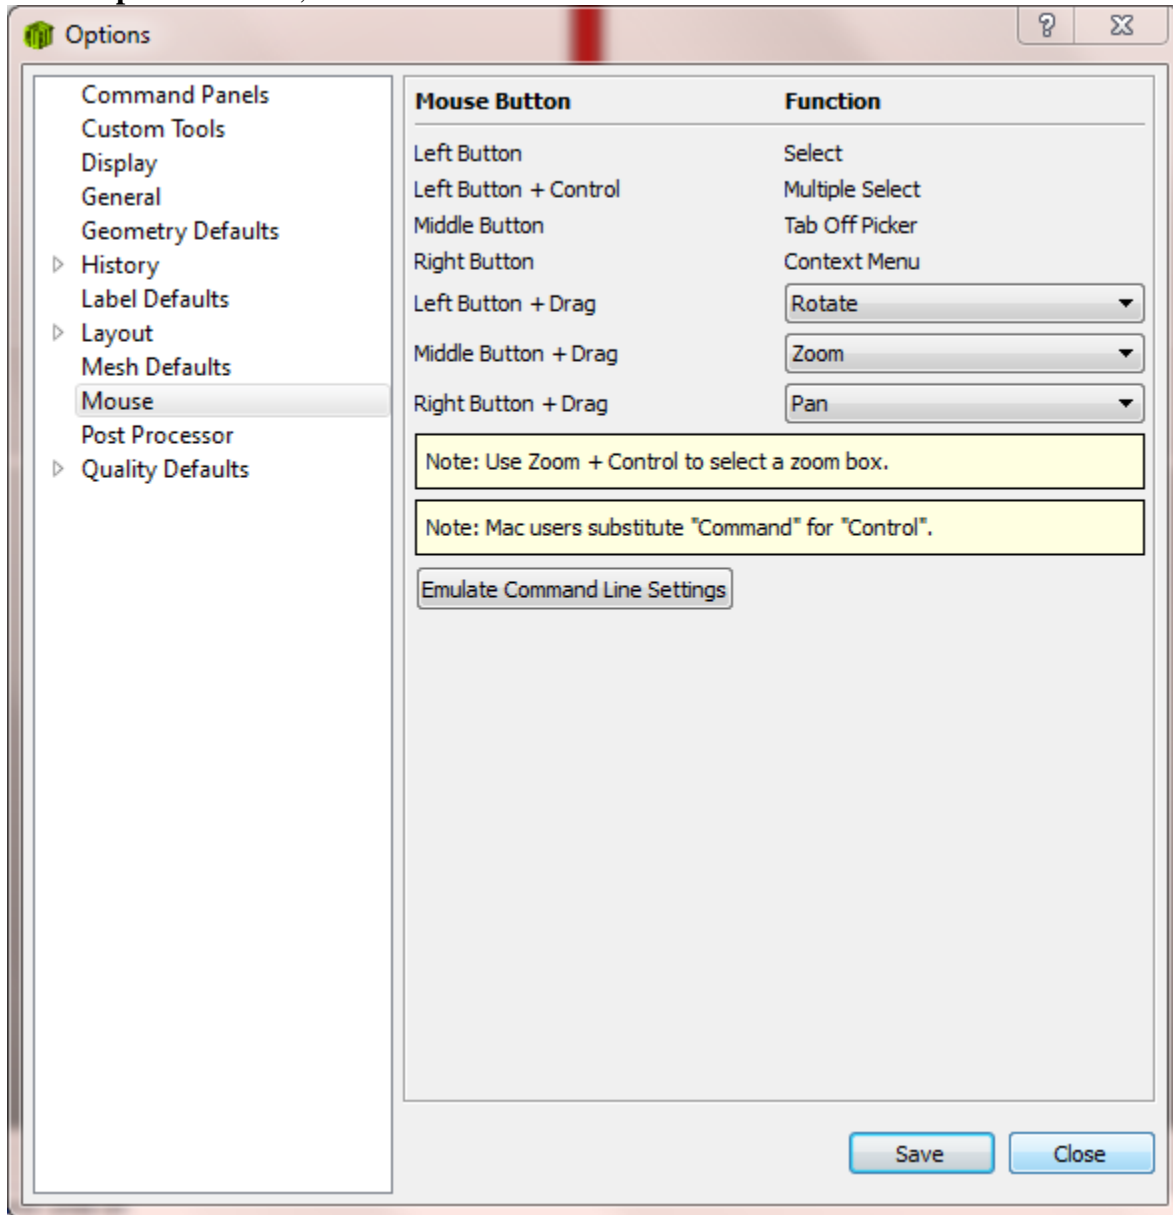 Options
Command Panels
Custom Tools
Display
General
Geometry Defaults
History
Label Defaults
Layout
Mesh Defaults
Mouse
Post Processor
Quality Defaults
Mouse Button Function
Left Button Select
Left Button + Control Multiple Select
Middle Button Tab Off Picker
Right Button Context Menu
Left Button + Drag Rotate
Middle Button + Drag Zoom
Right Button + Drag Pan
Note: Use Zoom + Control to select a zoom box.
Note: Mac users substitute "Command" for "Control".
Emulate Command Line Settings
Save Close